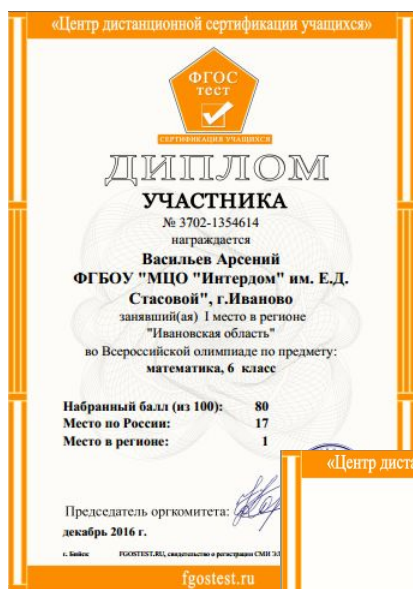 «Центр дистанционной сертификации учащихся»
ФГОС
тест
СЕРТИФИКАЦИЯ УЧАЩИХСЯ
ДИПЛОМ
УЧАСТНИКА
№ 3702-1354614
награждается
Васильев Арсений
ФГБОУ "МЦО "Интердом" им. Е.Д.
Стасовой", г.Иваново
занявший(ая) I место в регионе
"Ивановская область"
во Всероссийской олимпиаде по предмету:
математика, 6 класс
Набранный балл (из 100): 80
Место по России: 17
Место в регионе: 1
«Центр диста
Председатель оргкомитета:
декабрь 2016 г.
г. Бийск FGOSTEST.RU, свидетельство о регистрации СМИ ЭЛ
fgostest.ru